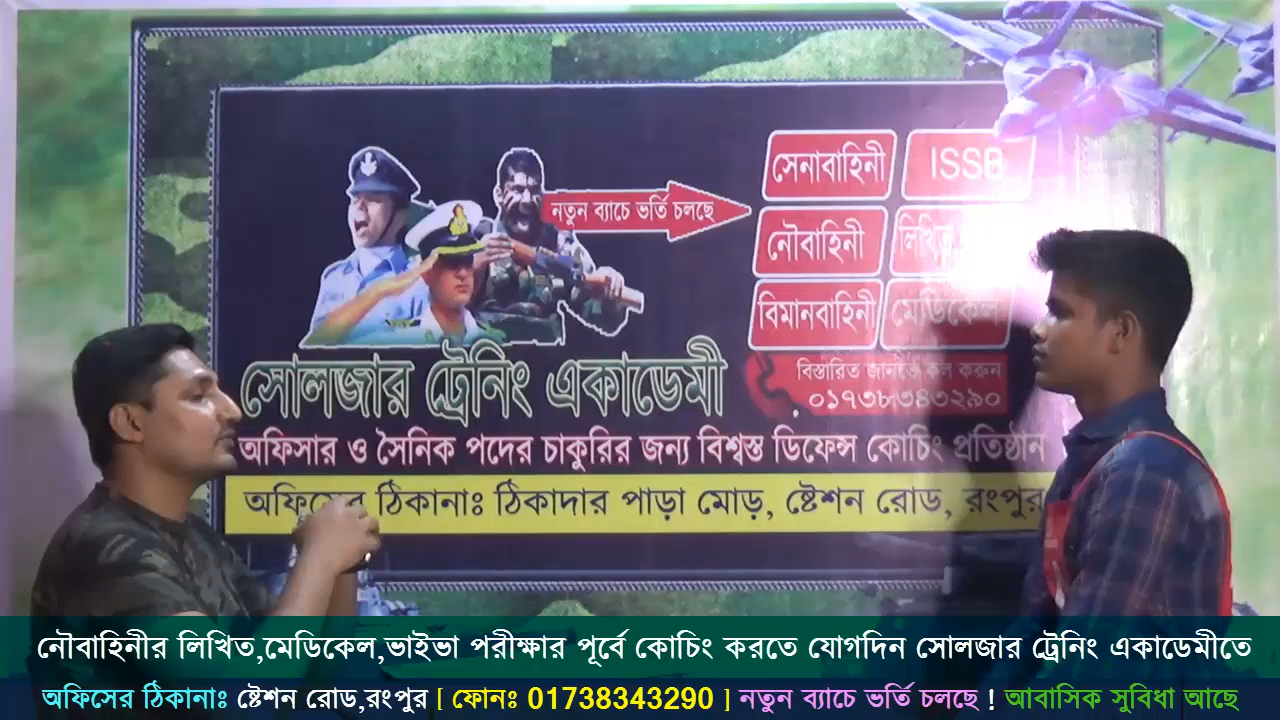 সেনাবাহিনী ISSB
নতুন ব্যাচে ভর্তি চলছে
নৌবাহিনী লিখিত
বিমানবাহিনী মেডিকেল
সোলজার ট্রেনিং একাডেমী
বিস্তারিত জানতে কল করুন
০১৭৩৮৩৪৩২৯০
অফিসার ও সৈনিক পদের চাকুরির জন্য বিশ্বস্ত ডিফেন্স কোচিং প্রতিষ্ঠান
অফিসের ঠিকানাঃ ঠিকাদার পাড়া মোড়, ষ্টেশন রোড, রংপুর
নৌবাহিনীর লিখিত,মেডিকেল,ভাইভা পরীক্ষার পূর্বে কোচিং করতে যোগদিন সোলজার ট্রেনিং একাডেমীতে
অফিসের ঠিকানাঃ ষ্টেশন রোড,রংপুর [ ফোনঃ 01738343290 ] নতুন ব্যাচে ভর্তি চলছে ! আবাসিক সুবিধা আছে